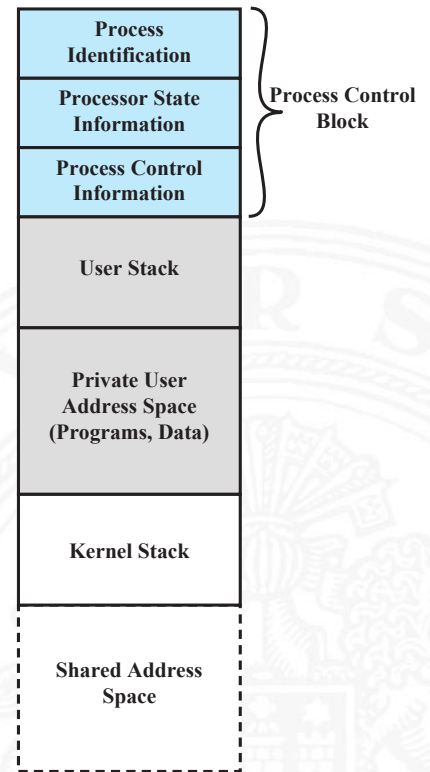 Process
Identification
Processor State
Information
Process Control
Information
Process Control
Block
User Stack
Private User
Address Space
(Programs, Data)
Kernel Stack
Shared Address
Space